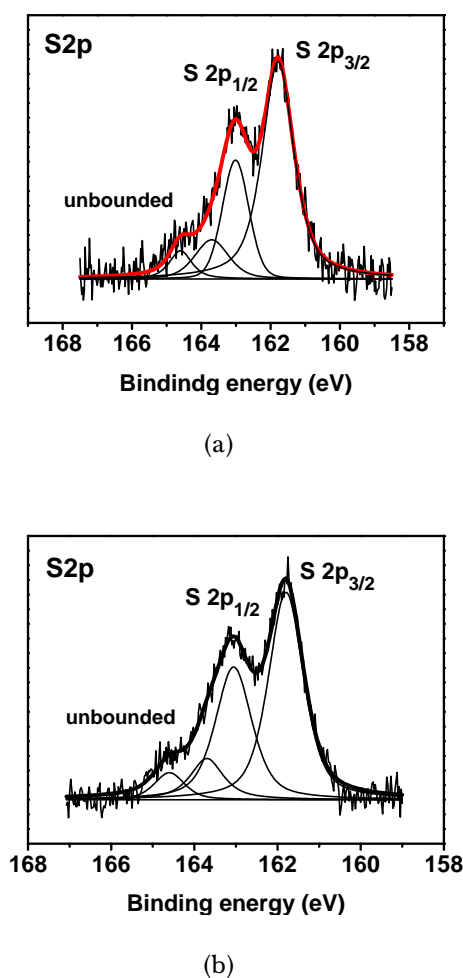 S2p
S 2p3/2
S 2p1/2
unbounded
168 166 164 162 160 158
Bindindg energy (eV)
(a)
S2p
S 2p3/2
S 2p1/2
unbounded
168 166 164 162 160 158
Binding energy (eV)
(b)